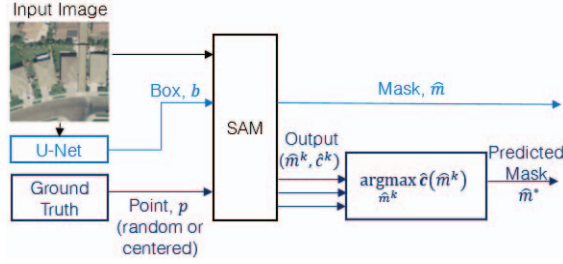 Input Image
Box, b
Mask, m̂
U-Net
SAM
Output
(m̂ᵏ, ĉᵏ)
Predicted
Mask
m̂*
argmax ĉ(m̂ᵏ)
m̂ᵏ
Ground
Truth
Point, p
(random or
centered)